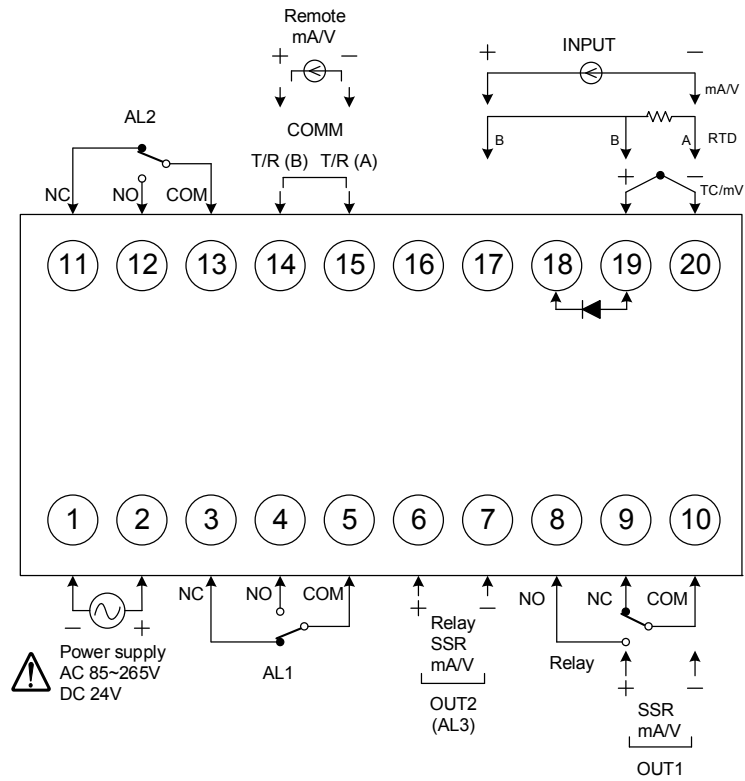 Remote
mA/V
+ −
INPUT
+ −
mA/V
AL2
COMM
B B A RTD
T/R (B) T/R (A)
+ −
TC/mV
NC NO COM
11 12 13 14 15 16 17 18 19 20
1 2 3 4 5 6 7 8 9 10
− +
NC NO COM
+ −
NO NC COM
Power supply
AC 85~265V
DC 24V
AL1
Relay
SSR
mA/V
OUT2
(AL3)
Relay
+ −
SSR
mA/V
OUT1